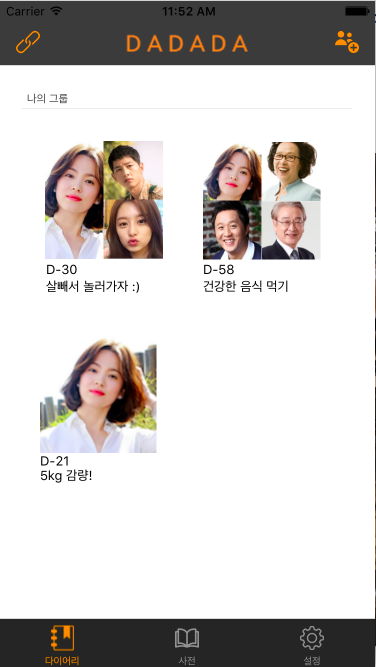 Carrier 11:52 AM
DADADA
나의 그룹
D-30
살빼서 놀러가자 :)
D-58
건강한 음식 먹기
D-21
5kg 감량!
다이어리 사전 설정